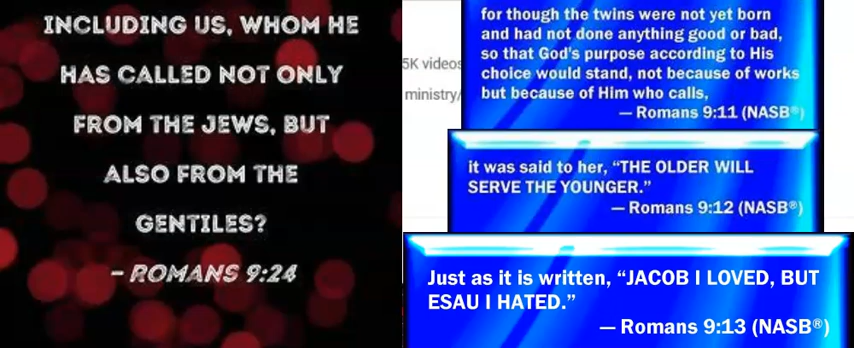 INCLUDING US, WHOM HE
HAS CALLED NOT ONLY
FROM THE JEWS, BUT
ALSO FROM THE
GENTILES?
– ROMANS 9:24
5K videos
ministry/
for though the twins were not yet born
and had not done anything good or bad,
so that God's purpose according to His
choice would stand, not because of works
but because of Him who calls,
— Romans 9:11 (NASB®)
it was said to her, “THE OLDER WILL
SERVE THE YOUNGER.”
— Romans 9:12 (NASB®)
Just as it is written, “JACOB I LOVED, BUT
ESAU I HATED.”
— Romans 9:13 (NASB®)